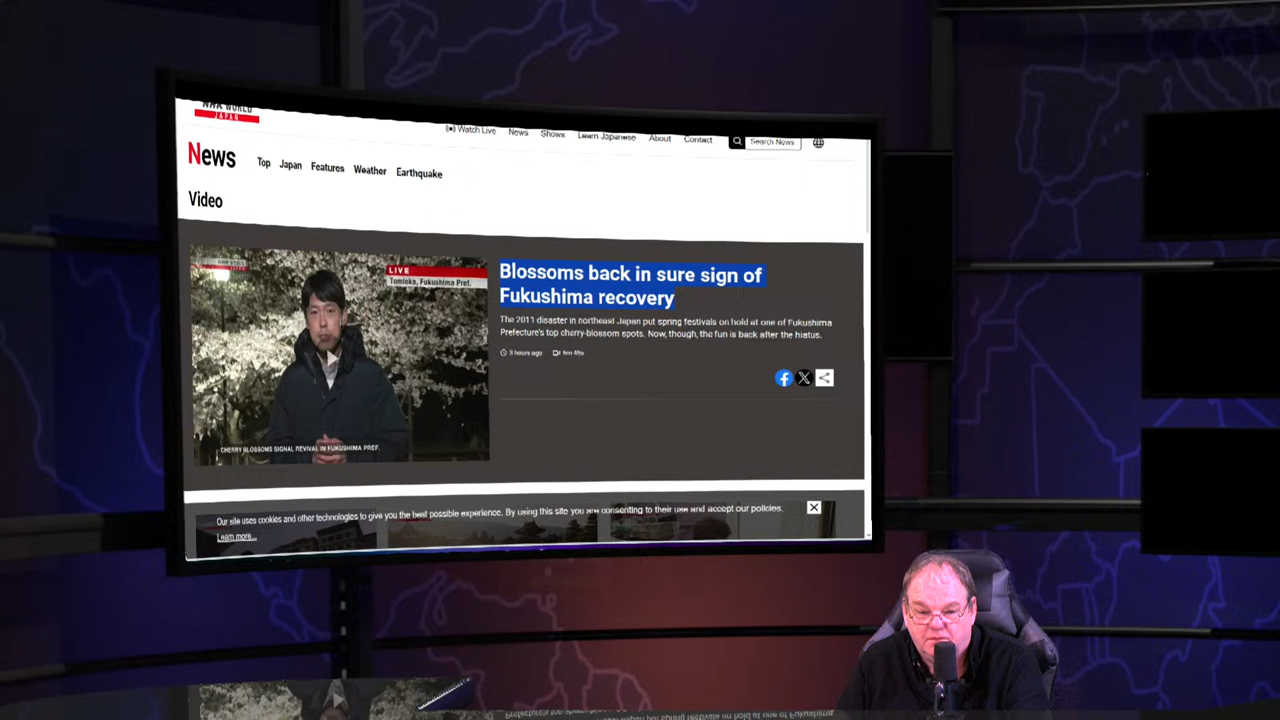 NHK WORLD
JAPAN
Watch Live News Shows Learn Japanese About Contact Search News
News Top Japan Features Weather Earthquake
Video
LIVE
Tomioka, Fukushima Pref.
CHERRY BLOSSOMS SIGNAL REVIVAL IN FUKUSHIMA PREF.
Blossoms back in sure sign of
Fukushima recovery
The 2011 disaster in northeast Japan put spring festivals on hold at one of Fukushima
Prefecture's top cherry-blossom spots. Now, though, the fun is back after the hiatus.
3 hours ago
Our site uses cookies and other technologies to give you the best possible experience. By using this site you are consenting to their use and accept our policies.
Learn more...